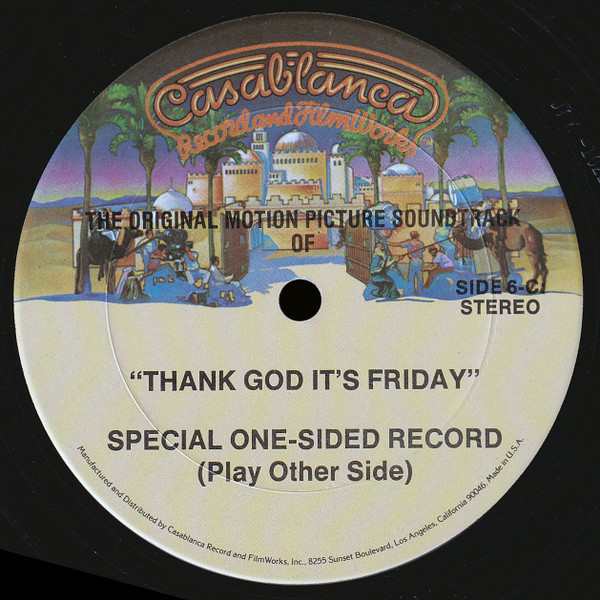 Casablanca
Record and FilmWorks
THE ORIGINAL MOTION PICTURE SOUNDTRACK
OF
SIDE 6-C
STEREO
“THANK GOD IT'S FRIDAY”
SPECIAL ONE-SIDED RECORD
(Play Other Side)
Manufactured and Distributed by Casablanca Record and FilmWorks, Inc., 8255 Sunset Boulevard, Los Angeles, California 90046. Made in U.S.A.